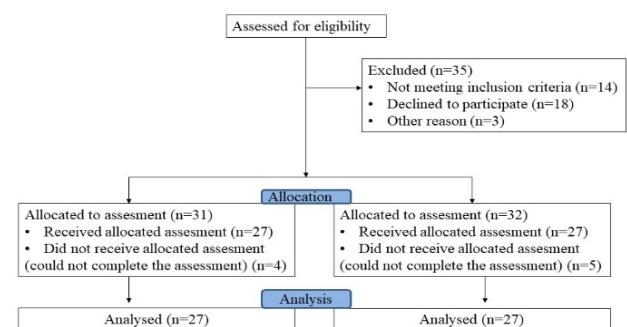 Assessed for eligibility
Excluded (n=35)
• Not meeting inclusion criteria (n=14)
• Declined to participate (n=18)
• Other reason (n=3)
Allocation
Allocated to assesment (n=31)
• Received allocated assesment (n=27)
• Did not receive allocated assesment
(could not complete the assessment) (n=4)
Allocated to assesment (n=32)
• Received allocated assesment (n=27)
• Did not receive allocated assesment
(could not complete the assessment) (n=5)
Analysis
Analysed (n=27)
Analysed (n=27)